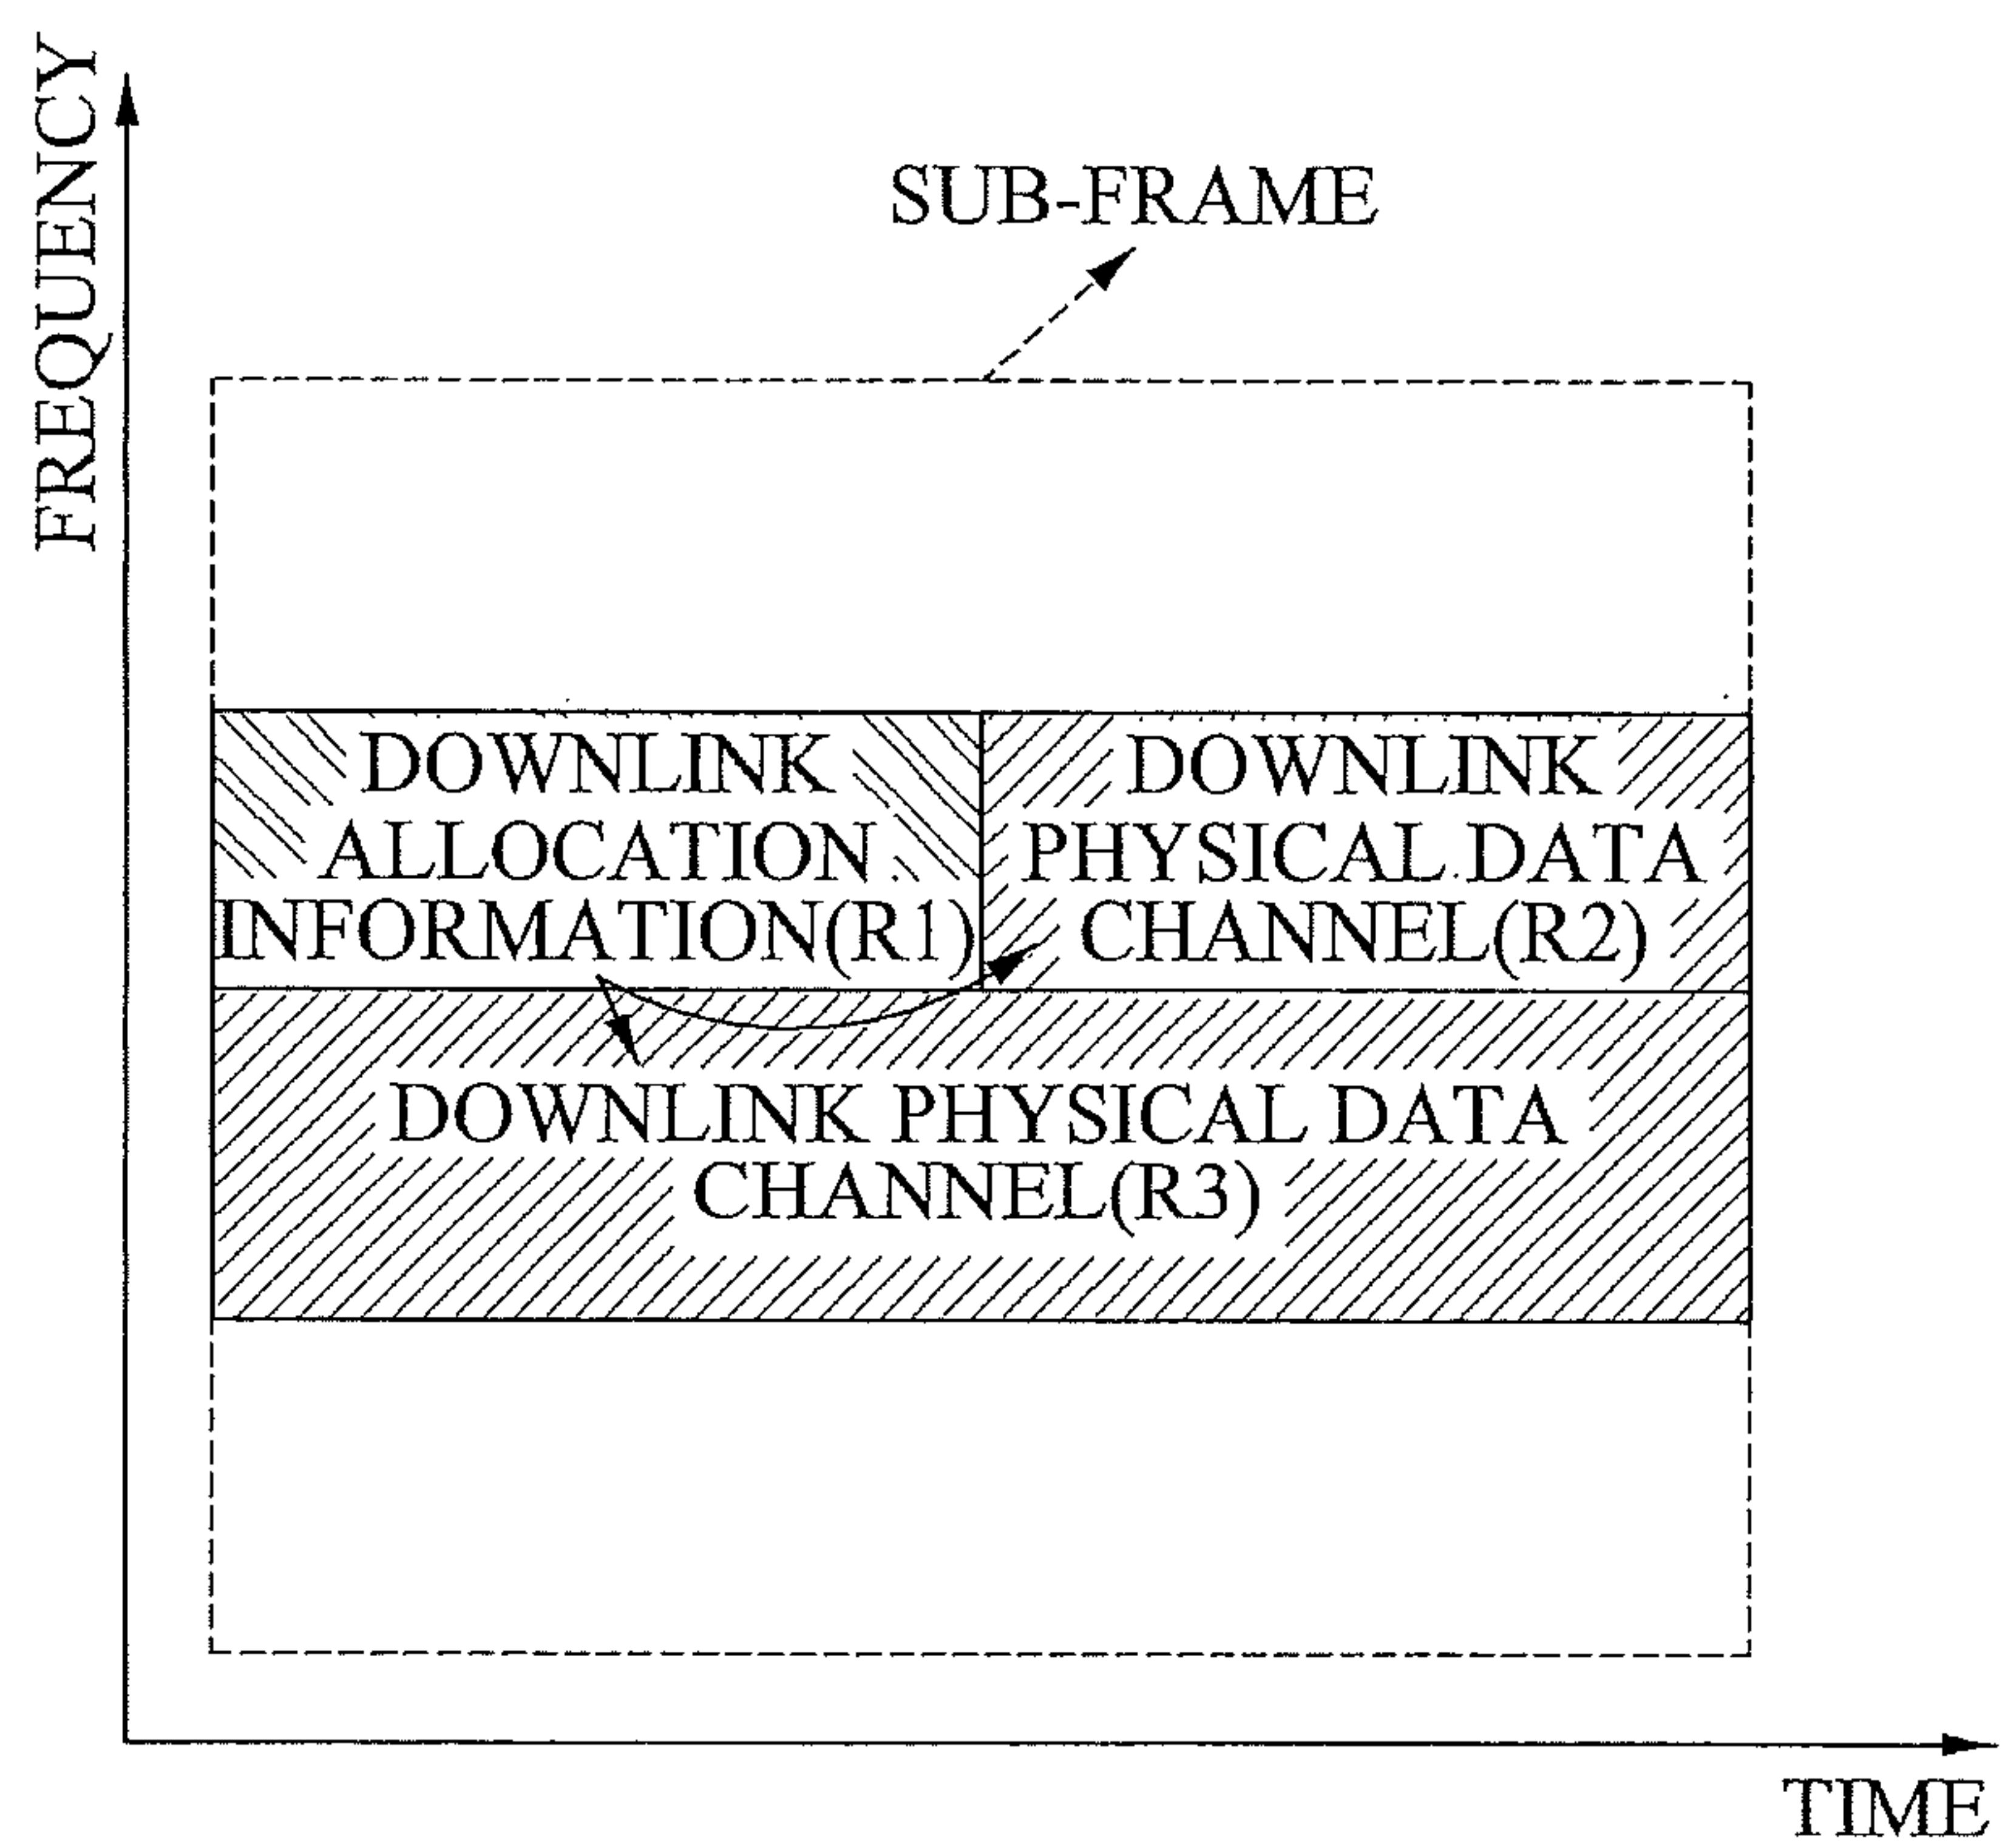 FREQUENCY
SUB-FRAME
DOWNLINK
ALLOCATION
INFORMATION(R1)
DOWNLINK
PHYSICAL DATA
CHANNEL(R2)
DOWNLINK PHYSICAL DATA
CHANNEL(R3)
TIME